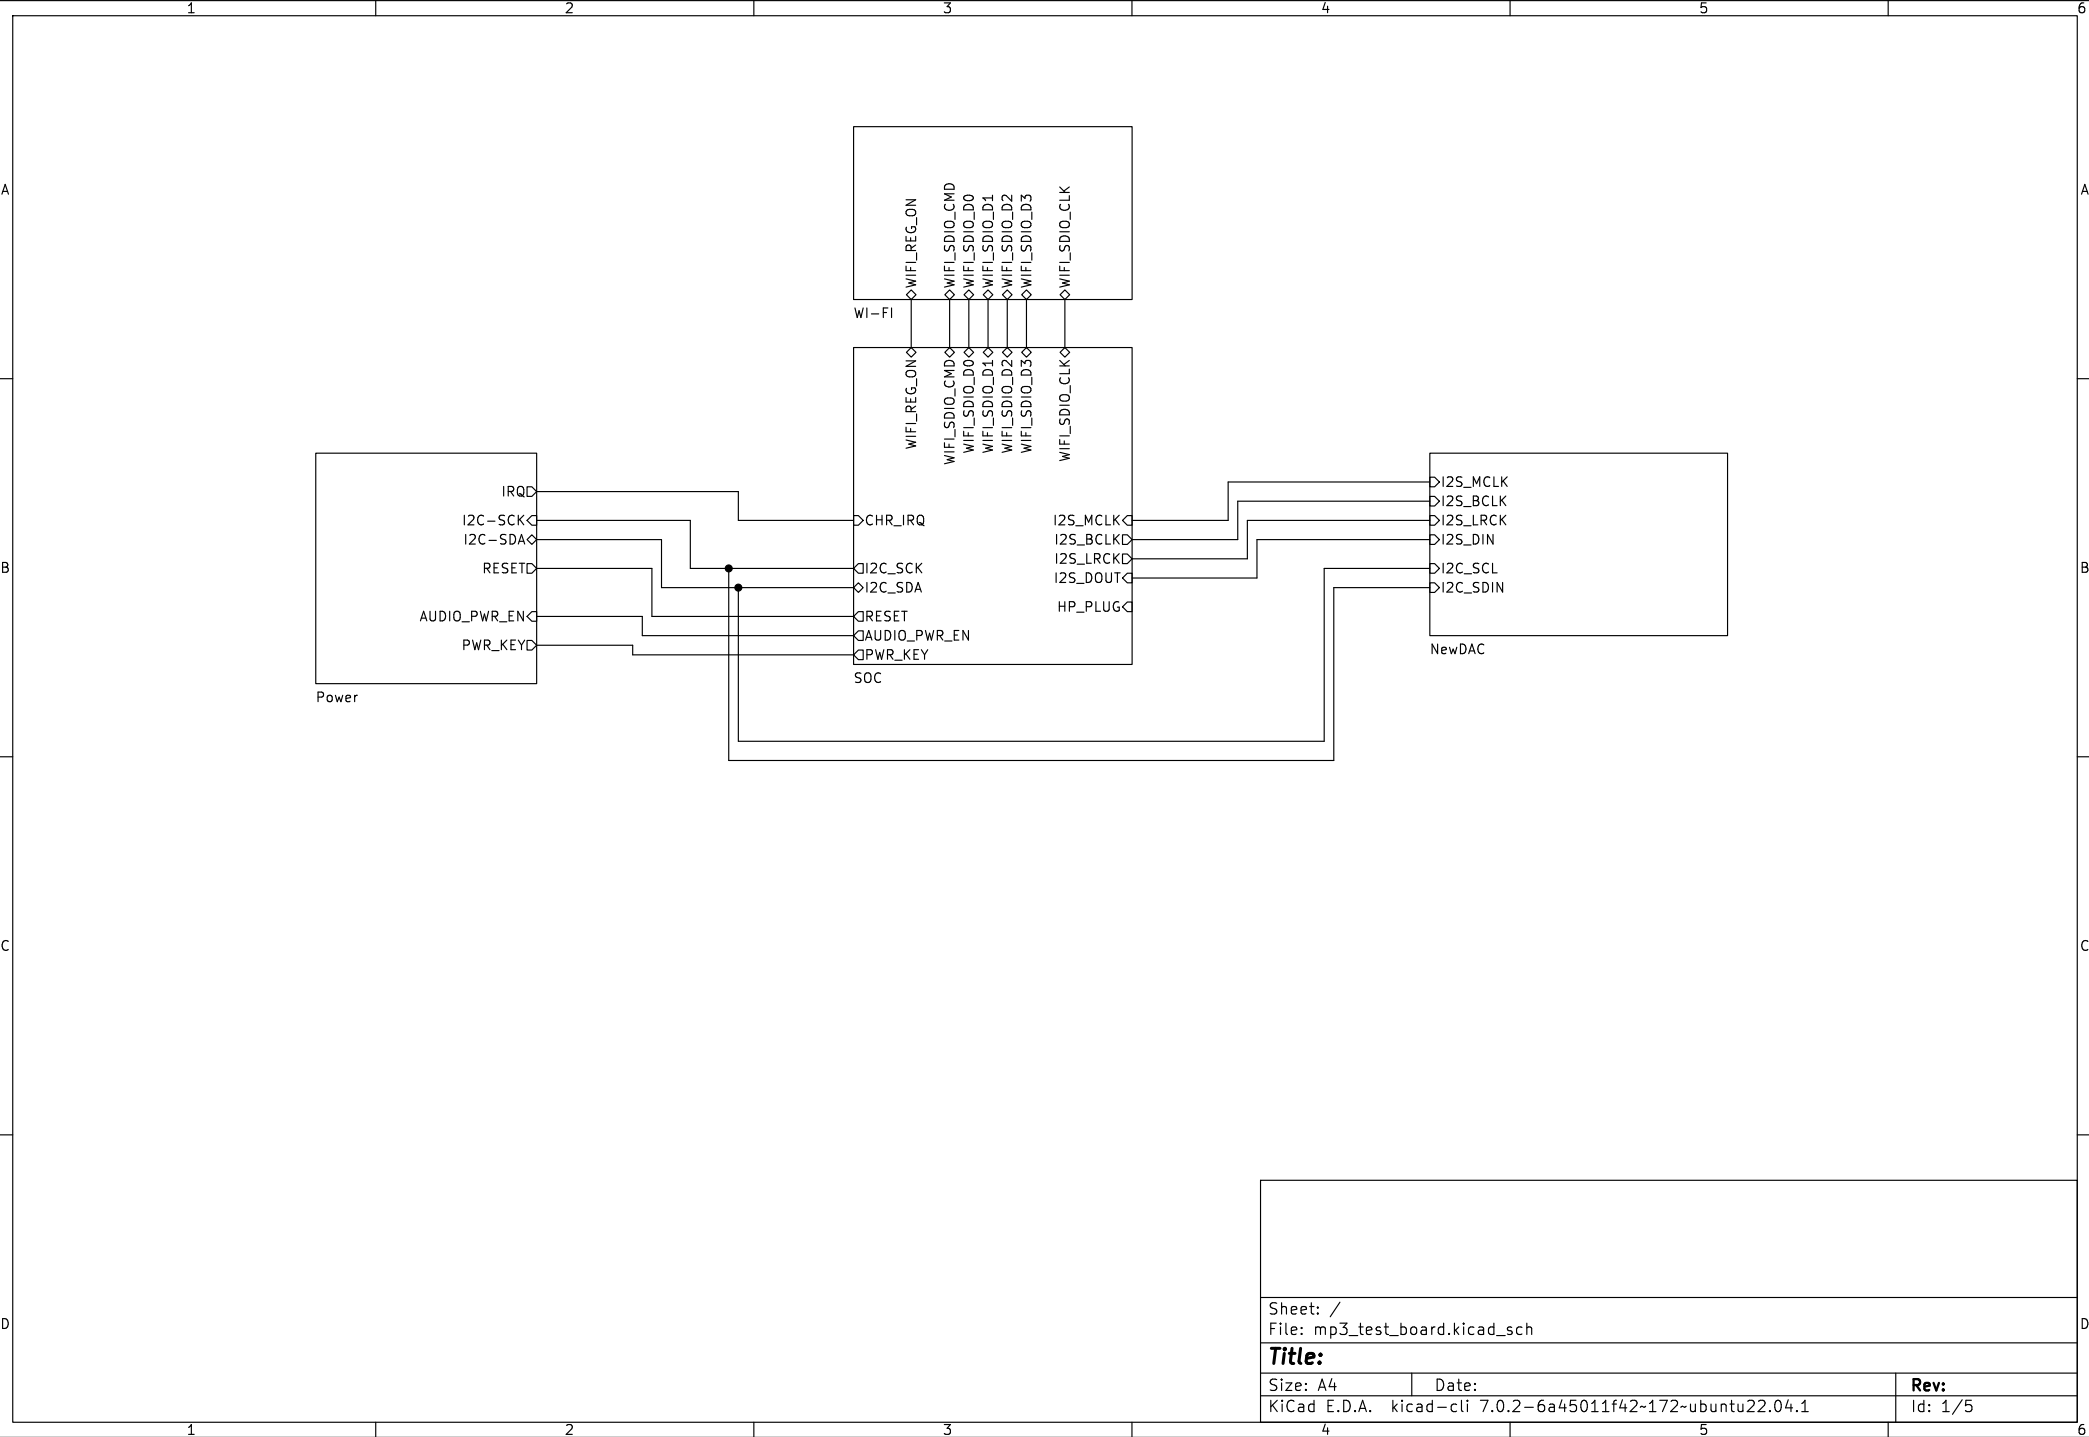 1 2 3 4 5 6
A A
WIFI_REG_ON
WIFI_SDIO_CMD
WIFI_SDIO_D0
WIFI_SDIO_D1
WIFI_SDIO_D2
WIFI_SDIO_D3
WIFI_SDIO_CLK
WI-FI
WIFI_REG_ON
WIFI_SDIO_CMD
WIFI_SDIO_D0
WIFI_SDIO_D1
WIFI_SDIO_D2
WIFI_SDIO_D3
WIFI_SDIO_CLK
IRQ
I2C-SCK
I2C-SDA
RESET
AUDIO_PWR_EN
PWR_KEY
Power
CHR_IRQ
I2C_SCK
I2C_SDA
RESET
AUDIO_PWR_EN
PWR_KEY
SOC
I2S_MCLK
I2S_BCLK
I2S_LRCK
I2S_DOUT
HP_PLUG
I2S_MCLK
I2S_BCLK
I2S_LRCK
I2S_DIN
I2C_SCL
I2C_SDIN
NewDAC
B B
C C
D D
Sheet: /
File: mp3_test_board.kicad_sch
Title:
Size: A4 Date: Rev:
KiCad E.D.A. kicad-cli 7.0.2-6a45011f42~172~ubuntu22.04.1 Id: 1/5
1 2 3 4 5 6